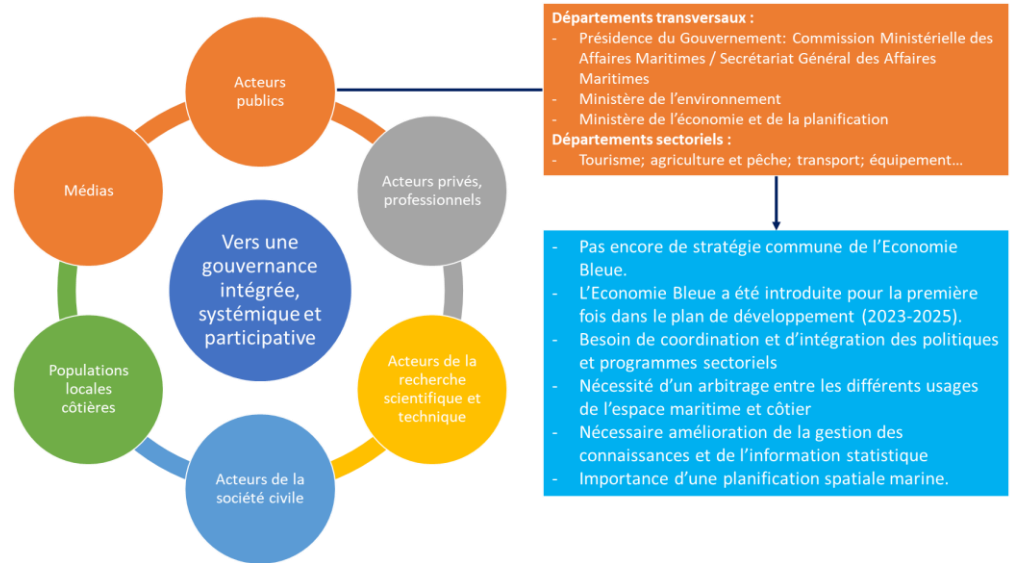 Acteurs
publics
Acteurs privés,
professionnels
Acteurs de la
recherche
scientifique et
technique
Acteurs de la
société civile
Populations
locales
côtières
Médias
Vers une
gouvernance
intégrée,
systémique et
participative
Départements transversaux :
- Présidence du Gouvernement: Commission Ministérielle des
Affaires Maritimes / Secrétariat Général des Affaires
Maritimes
- Ministère de l’environnement
- Ministère de l’économie et de la planification
Départements sectoriels :
- Tourisme; agriculture et pêche; transport; équipement…
- Pas encore de stratégie commune de l’Economie
Bleue.
- L’Economie Bleue a été introduite pour la première
fois dans le plan de développement (2023-2025).
- Besoin de coordination et d’intégration des politiques
et programmes sectoriels
- Nécessité d’un arbitrage entre les différents usages
de l’espace maritime et côtier
- Nécessaire amélioration de la gestion des
connaissances et de l’information statistique
- Importance d’une planification spatiale marine.